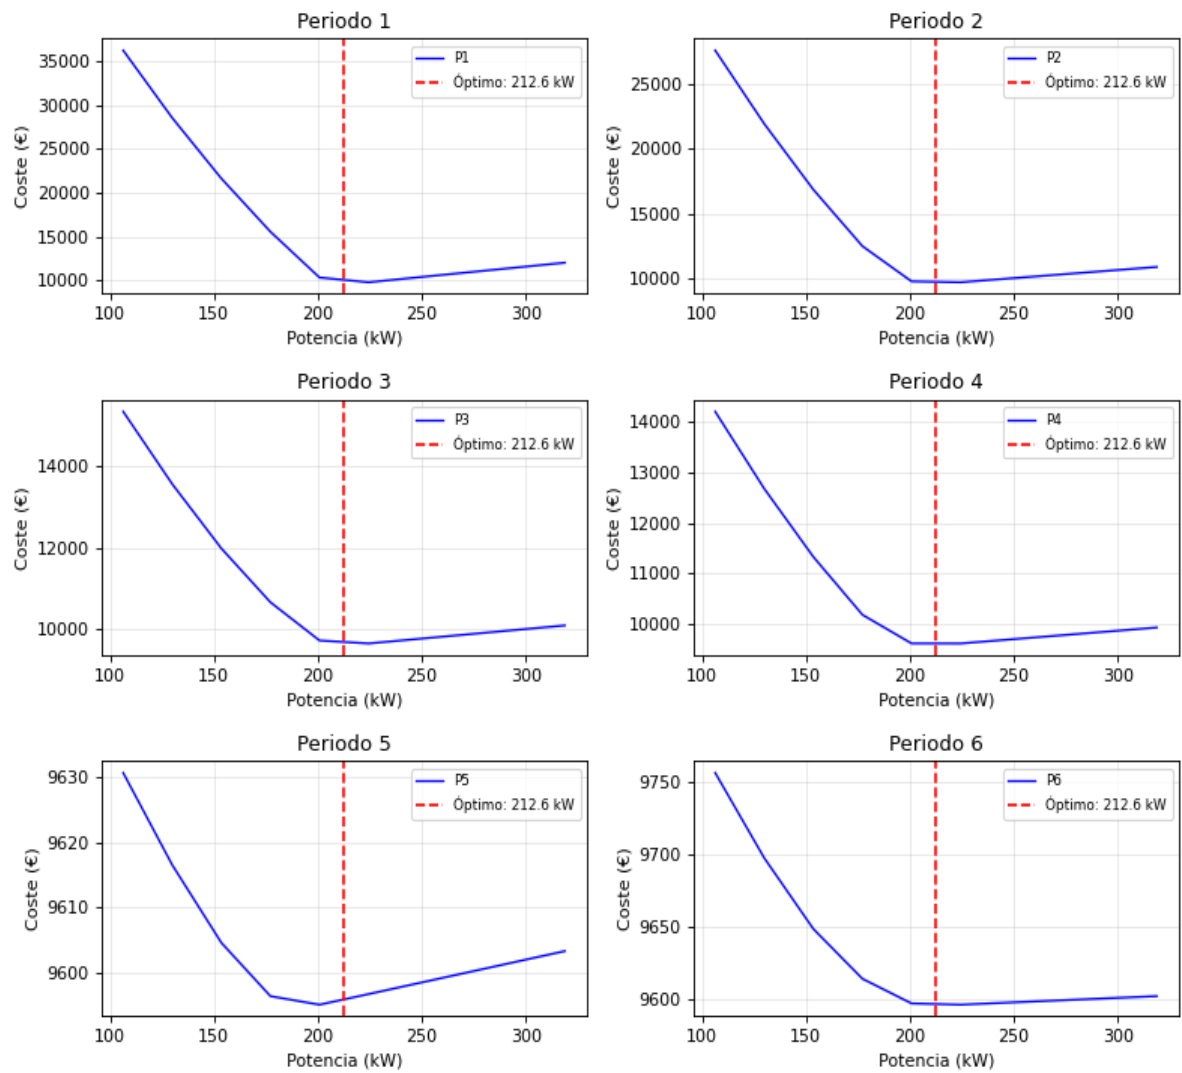 Periodo 1
Coste (€)
35000
30000
25000
20000
15000
10000
P1
Óptimo: 212.6 kW
100 150 200 250 300
Potencia (kW)
Periodo 2
Coste (€)
25000
20000
15000
10000
P2
Óptimo: 212.6 kW
100 150 200 250 300
Potencia (kW)
Periodo 3
Coste (€)
14000
12000
10000
P3
Óptimo: 212.6 kW
100 150 200 250 300
Potencia (kW)
Periodo 4
Coste (€)
14000
13000
12000
11000
10000
P4
Óptimo: 212.6 kW
100 150 200 250 300
Potencia (kW)
Periodo 5
Coste (€)
9630
9620
9610
9600
P5
Óptimo: 212.6 kW
100 150 200 250 300
Potencia (kW)
Periodo 6
Coste (€)
9750
9700
9650
9600
P6
Óptimo: 212.6 kW
100 150 200 250 300
Potencia (kW)